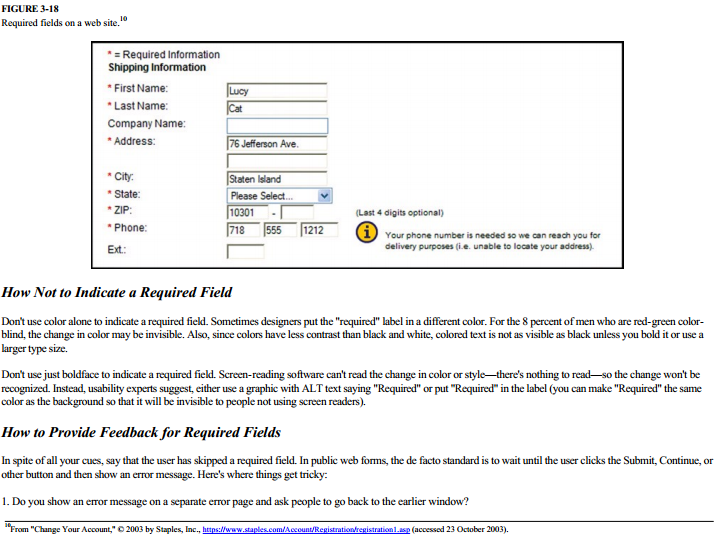 FIGURE 3-18
Required fields on a web site.10
* = Required Information
Shipping Information
* First Name: Lucy
* Last Name: Cat
Company Name:
* Address: 76 Jefferson Ave.
* City: Staten Island
* State: Please Select...
* ZIP: 10301 - (Last 4 digits optional)
* Phone: 718 555 1212 i Your phone number is needed so we can reach you for
delivery purposes (i.e. unable to locate your address).
Ext.:
How Not to Indicate a Required Field
Don't use color alone to indicate a required field. Sometimes designers put the "required" label in a different color. For the 8 percent of men who are red-green color-
blind, the change in color may be invisible. Also, since colors have less contrast than black and white, colored text is not as visible as black unless you bold it or use a
larger type size.
Don't use just boldface to indicate a required field. Screen-reading software can't read the change in color or style—there's nothing to read—so the change won't be
recognized. Instead, usability experts suggest, either use a graphic with ALT text saying "Required" or put "Required" in the label (you can make "Required" the same
color as the background so that it will be invisible to people not using screen readers).
How to Provide Feedback for Required Fields
In spite of all your cues, say that the user has skipped a required field. In public web forms, the de facto standard is to wait until the user clicks the Submit, Continue, or
other button and then show an error message. Here's where things get tricky:
1. Do you show an error message on a separate error page and ask people to go back to the earlier window?
10From "Change Your Account," © 2003 by Staples, Inc., https://www.staples.com/Account/Registration/registration1.asp (accessed 23 October 2003).